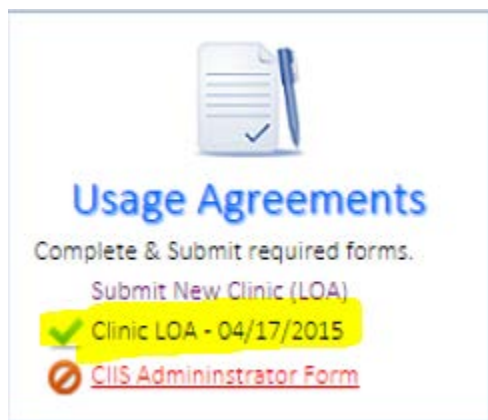 Usage Agreements
Complete & Submit required forms.
Submit New Clinic (LOA)
Clinic LOA - 04/17/2015
CIIS Admininstrator Form